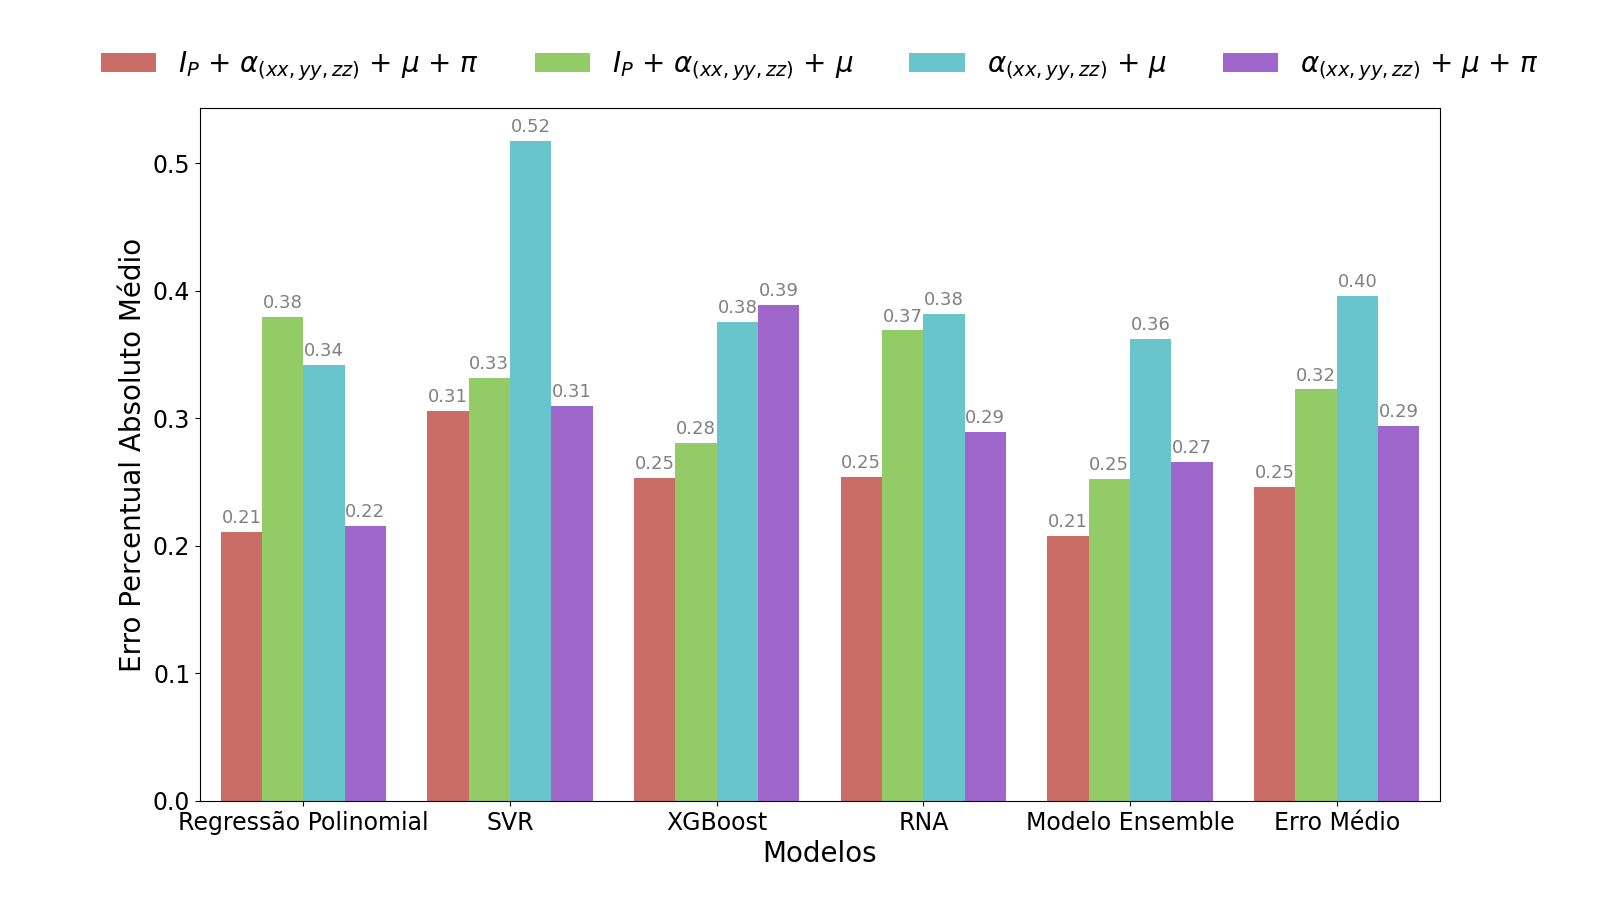 I_P + α_(xx, yy, zz) + μ + π
I_P + α_(xx, yy, zz) + μ
α_(xx, yy, zz) + μ
α_(xx, yy, zz) + μ + π
Erro Percentual Absoluto Médio
0.5
0.4
0.3
0.2
0.1
0.0
0.21
0.38
0.34
0.22
0.31
0.33
0.52
0.31
0.25
0.28
0.38
0.39
0.25
0.37
0.38
0.29
0.21
0.25
0.36
0.27
0.25
0.32
0.40
0.29
Regressão Polinomial
SVR
XGBoost
RNA
Modelo Ensemble
Erro Médio
Modelos